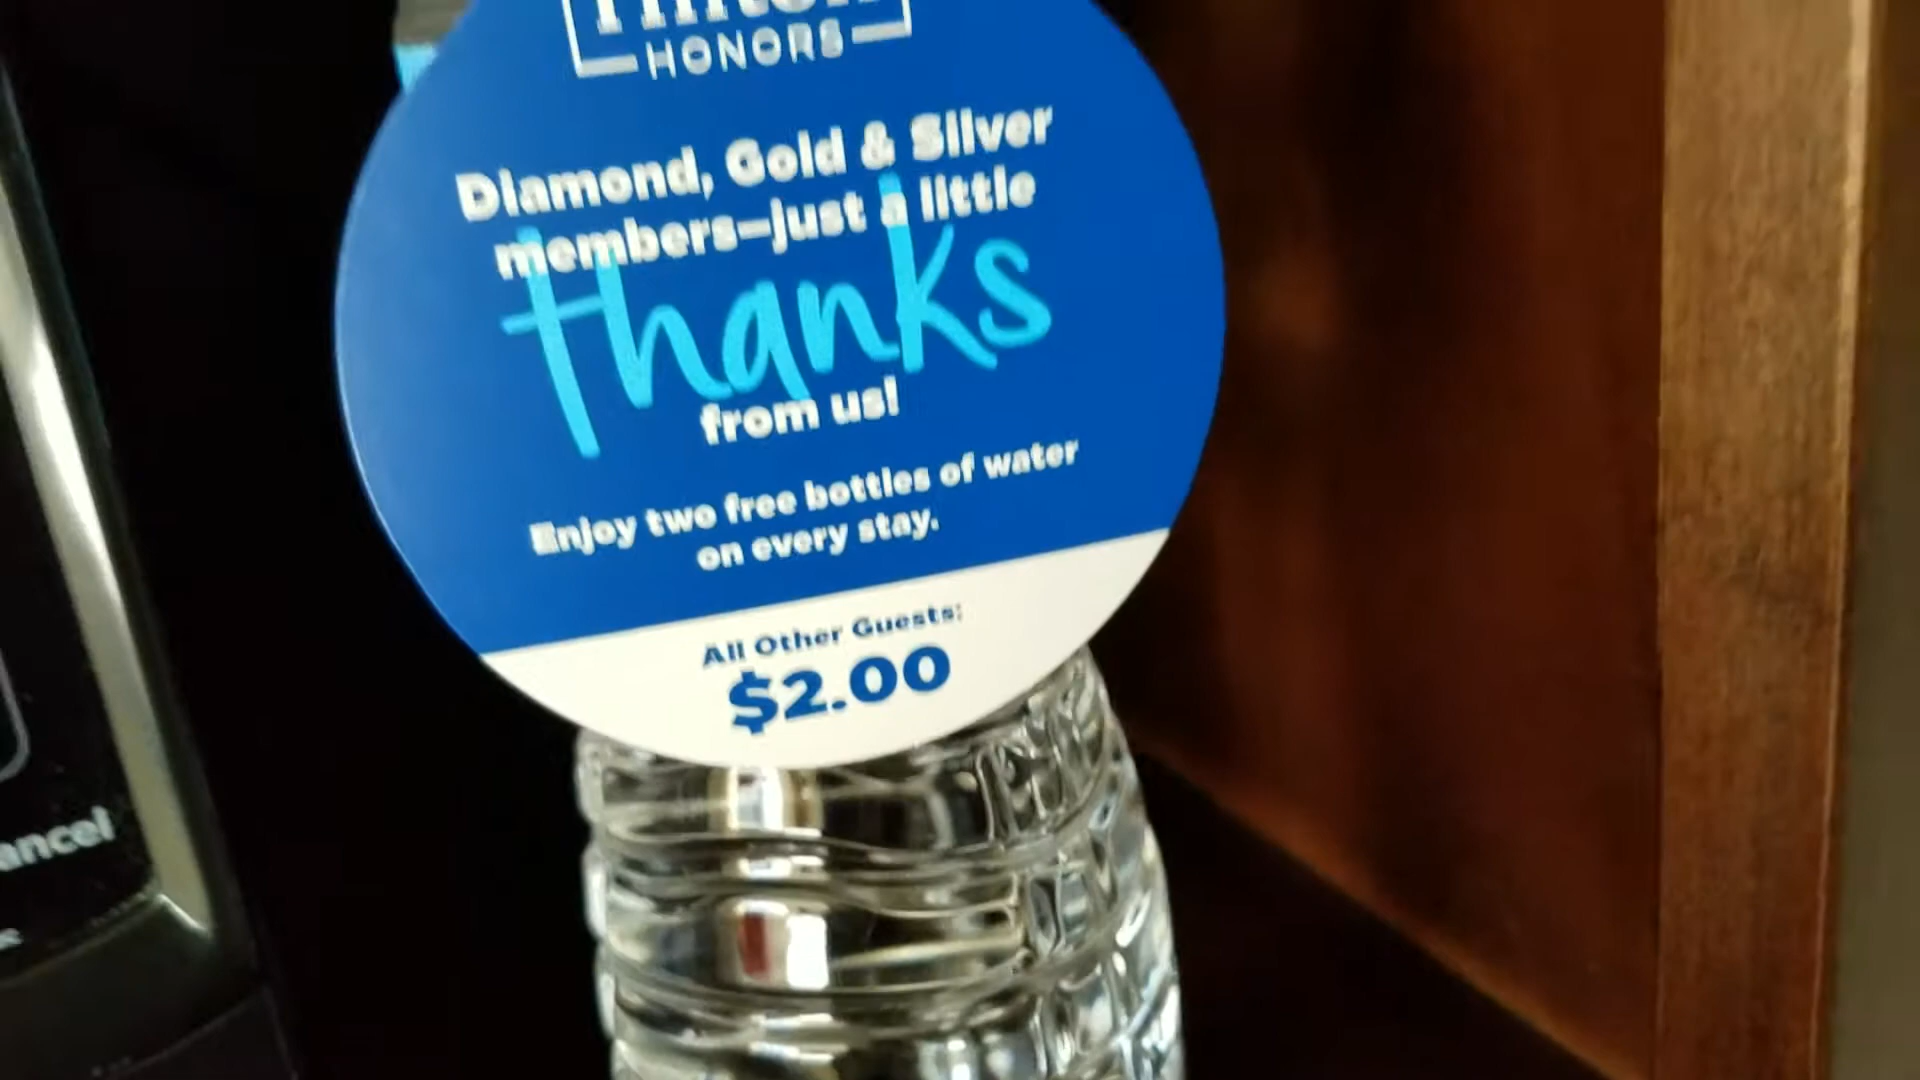 Hilton
HONORS
Diamond, Gold & Silver
members—just a little
thanks
from us!
Enjoy two free bottles of water
on every stay.
All Other Guests:
$2.00
ancel